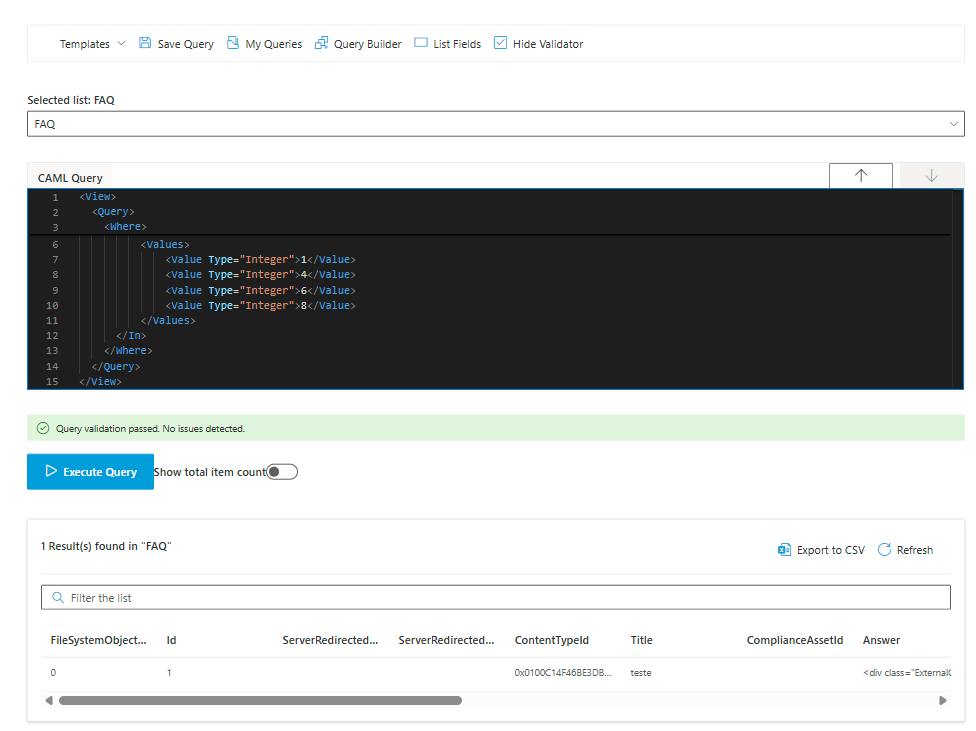 Templates Save Query My Queries Query Builder List Fields Hide Validator
Selected list: FAQ
FAQ
CAML Query
1 <View>
2 <Query>
3 <Where>
6 <Values>
7 <Value Type="Integer">1</Value>
8 <Value Type="Integer">4</Value>
9 <Value Type="Integer">6</Value>
10 <Value Type="Integer">8</Value>
11 </Values>
12 </In>
13 </Where>
14 </Query>
15 </View>
Query validation passed. No issues detected.
Execute Query Show total item count
1 Result(s) found in "FAQ"
Export to CSV Refresh
Filter the list
FileSystemObject... Id ServerRedirected... ServerRedirected... ContentTypeId Title ComplianceAssetId Answer
0 1 0x0100C14F46BE3DB... teste <div class="ExternalC